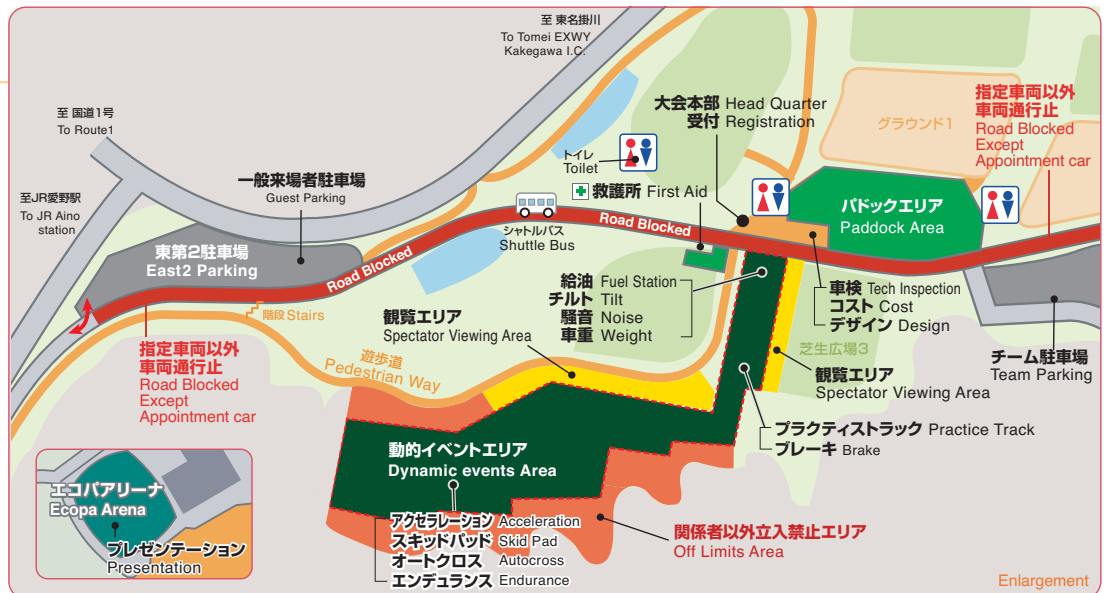 至 東名掛川
To Tomei EXWY
Kakegawa I.C.
至 国道1号
To Route1
至JR愛野駅
To JR Aino
station
一般来場者駐車場
Guest Parking
東第2駐車場
East2 Parking
Road Blocked
シャトルバス
Shuttle Bus
トイレ
Toilet
救護所 First Aid
Road Blocked
大会本部 Head Quarter
受付 Registration
グラウンド1
指定車両以外
車両通行止
Road Blocked
Except
Appointment car
パドックエリア
Paddock Area
階段 Stairs
指定車両以外
車両通行止
Road Blocked
Except
Appointment car
遊歩道
Pedestrian Way
観覧エリア
Spectator Viewing Area
給油 Fuel Station
チルト Tilt
騒音 Noise
車重 Weight
車検 Tech Inspection
コスト Cost
デザイン Design
芝生広場3
観覧エリア
Spectator Viewing Area
チーム駐車場
Team Parking
プラクティストラック Practice Track
ブレーキ Brake
動的イベントエリア
Dynamic events Area
アクセラレーション Acceleration
スキッドパッド Skid Pad
オートクロス Autocross
エンデュランス Endurance
関係者以外立入禁止エリア
Off Limits Area
エコパアリーナ
Ecopa Arena
プレゼンテーション
Presentation
Enlargement